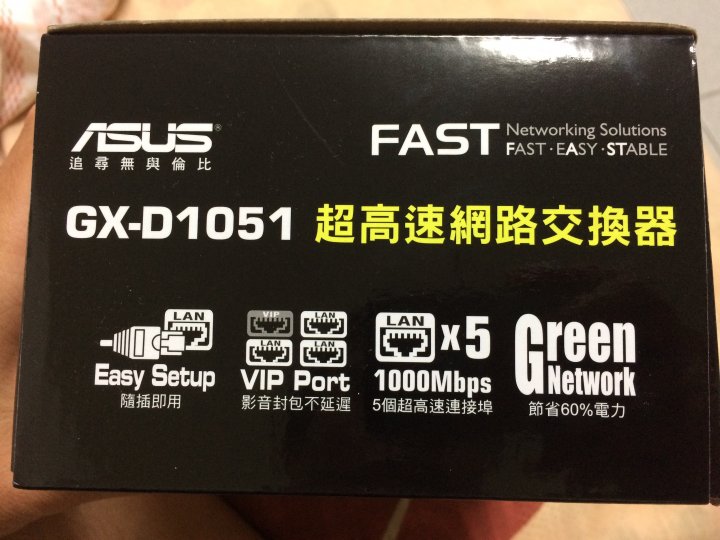 ASUS®
追尋無與倫比
FAST Networking Solutions
FAST·EASY·STABLE
GX-D1051 超高速網路交換器
LAN
Easy Setup
隨插即用
VIP LAN
LAN LAN
VIP Port
影音封包不延遲
LAN x5
1000Mbps
5個超高速連接埠
Green
Network
節省60%電力